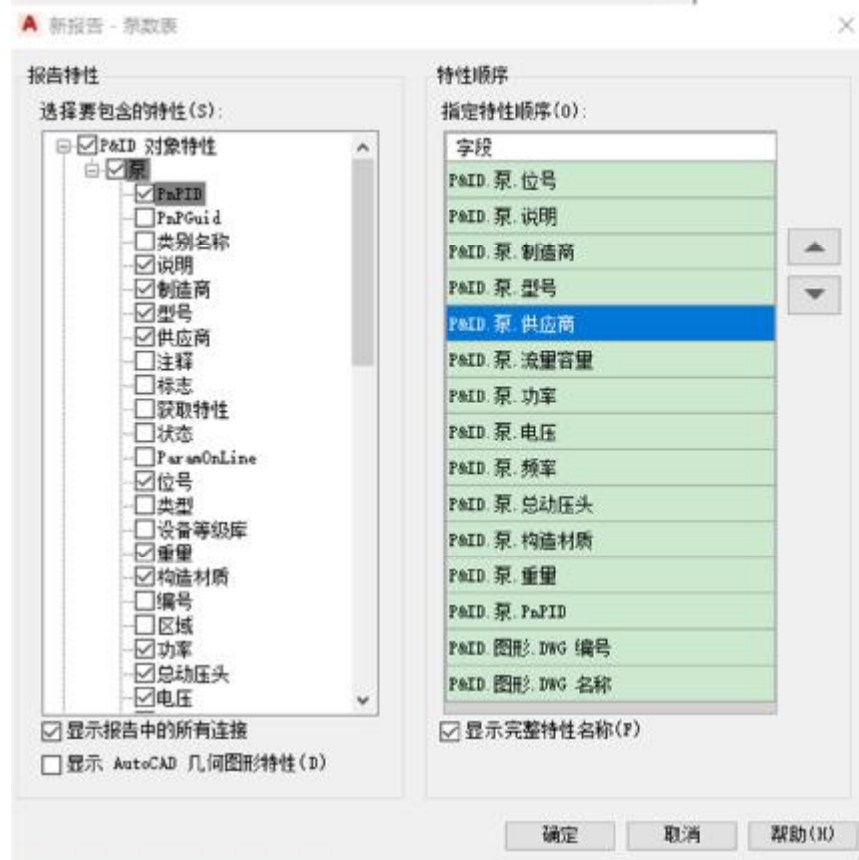 新报告 - 泵数表
报告特性
选择要包含的特性(S):
P&ID 对象特性
泵
PnPID
PnPGuid
类别名称
说明
制造商
型号
供应商
注释
标志
获取特性
状态
ParamOnLine
位号
类型
设备等级库
重量
构造材质
编号
区域
功率
总动压头
电压
显示报告中的所有连接
显示 AutoCAD 几何图形特性(D)
特性顺序
指定特性顺序(O):
字段
P&ID.泵.位号
P&ID.泵.说明
P&ID.泵.制造商
P&ID.泵.型号
P&ID.泵.供应商
P&ID.泵.流量容量
P&ID.泵.功率
P&ID.泵.电压
P&ID.泵.频率
P&ID.泵.总动压头
P&ID.泵.构造材质
P&ID.泵.重量
P&ID.泵.PnPID
P&ID.图形.DWG 编号
P&ID.图形.DWG 名称
显示完整特性名称(F)
确定
取消
帮助(H)